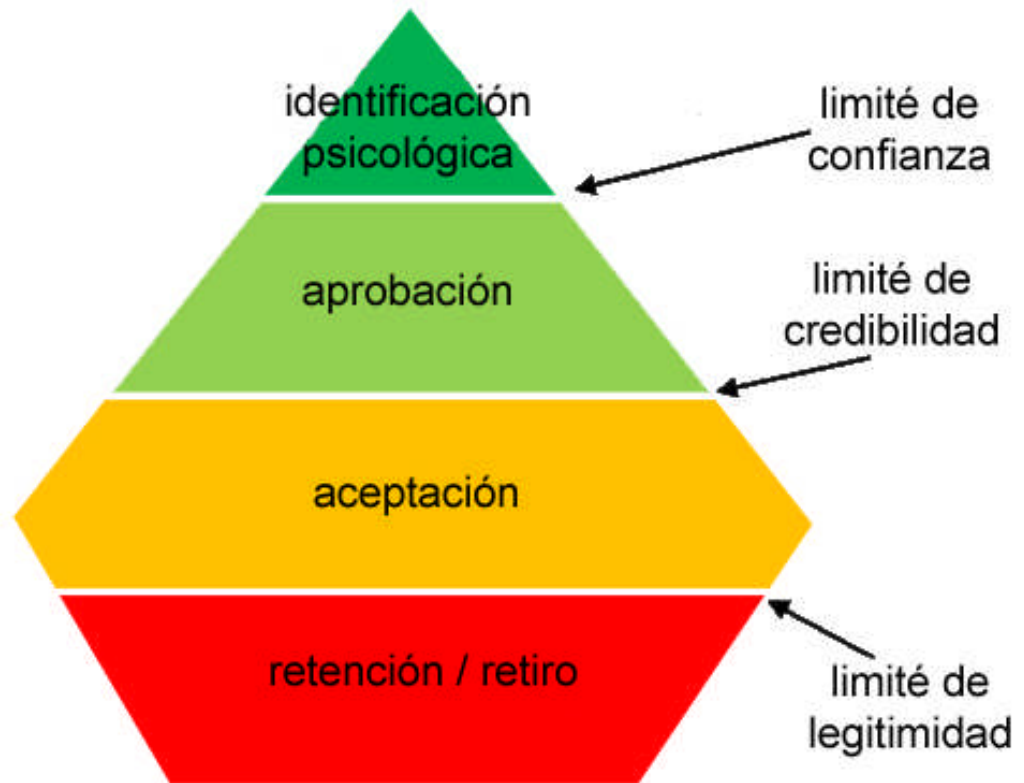 identificación
psicológica
limité de
confianza
aprobación
limité de
credibilidad
aceptación
retención / retiro
limité de
legitimidad